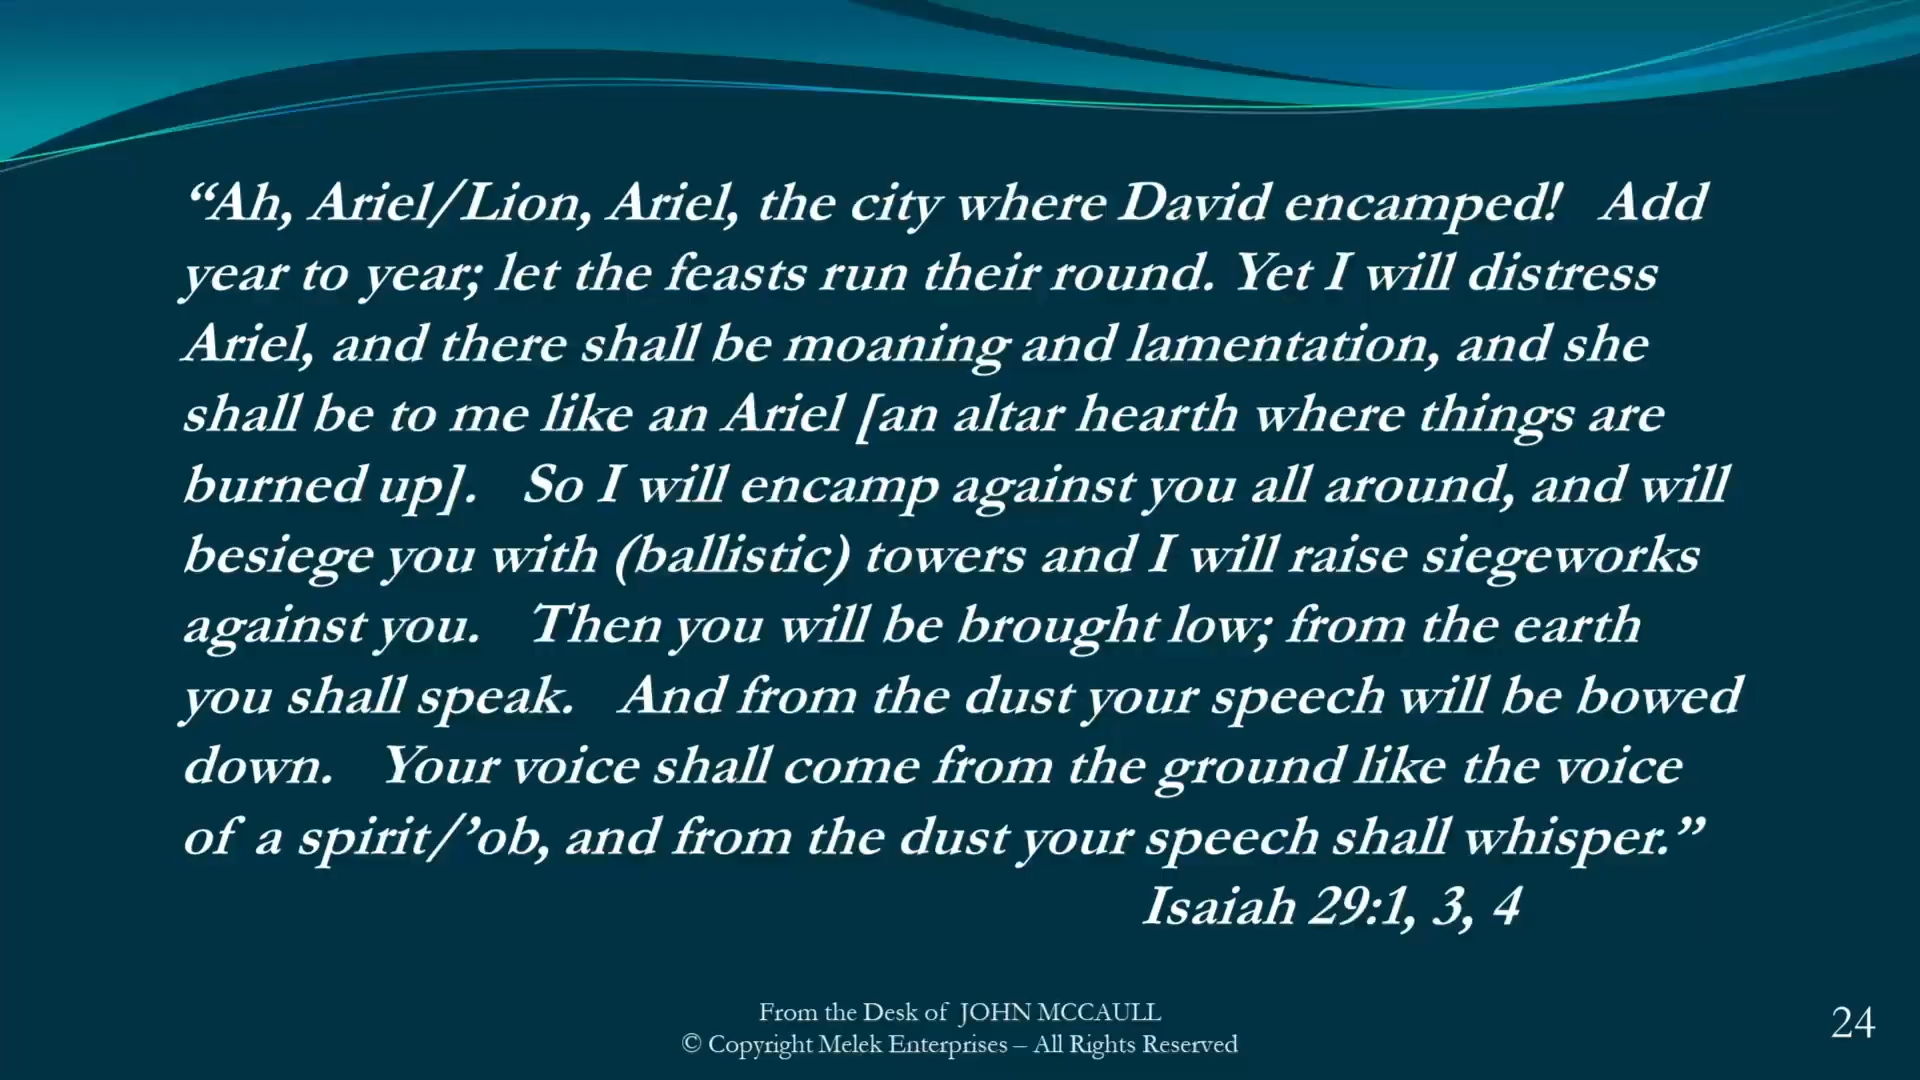 “Ah, Ariel/Lion, Ariel, the city where David encamped! Add
year to year; let the feasts run their round. Yet I will distress
Ariel, and there shall be moaning and lamentation, and she
shall be to me like an Ariel [an altar hearth where things are
burned up]. So I will encamp against you all around, and will
besiege you with (ballistic) towers and I will raise siegeworks
against you. Then you will be brought low; from the earth
you shall speak. And from the dust your speech will be bowed
down. Your voice shall come from the ground like the voice
of a spirit/’ob, and from the dust your speech shall whisper.”
Isaiah 29:1, 3, 4
From the Desk of JOHN MCCAULL
© Copyright Melek Enterprises – All Rights Reserved
24